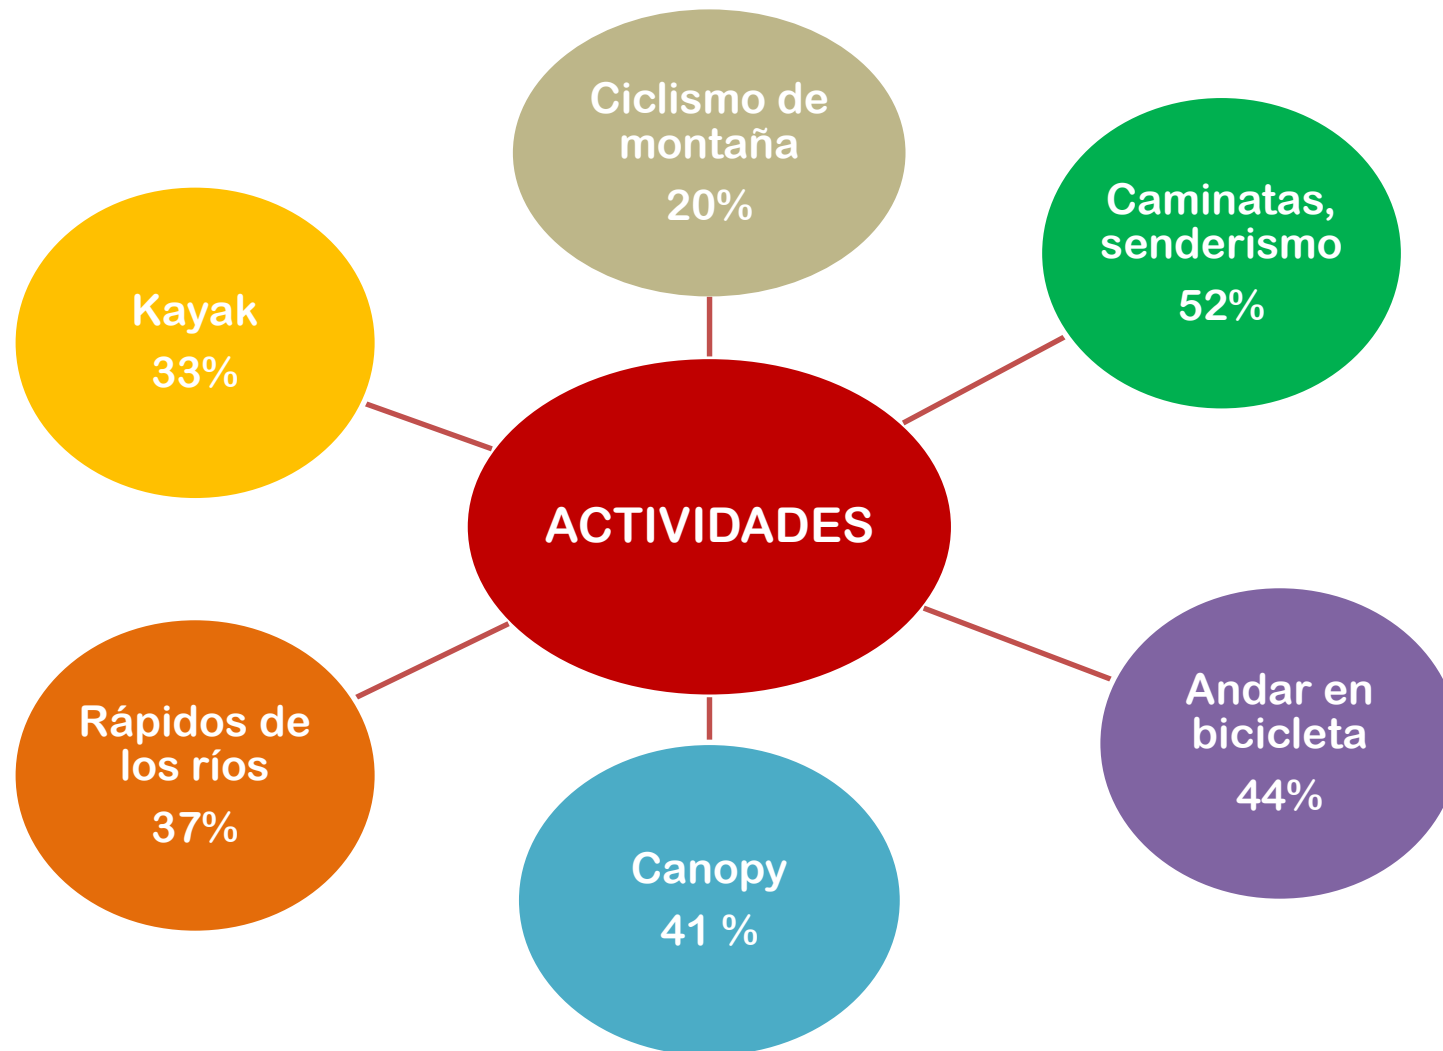 Ciclismo de
montaña
20%
Caminatas,
senderismo
52%
Kayak
33%
ACTIVIDADES
Andar en
bicicleta
44%
Rápidos de
los ríos
37%
Canopy
41 %